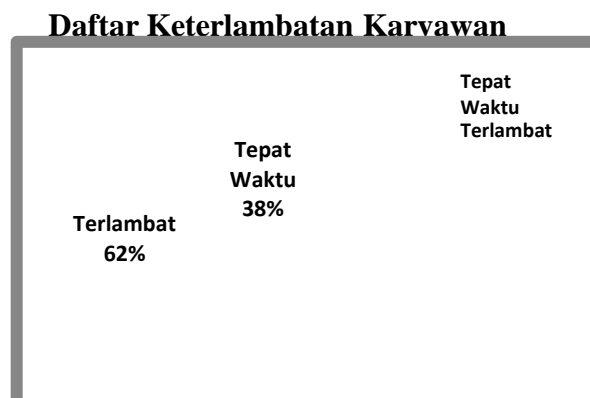 Daftar Keterlambatan Karyawan
Tepat
Waktu
Terlambat
Tepat
Waktu
38%
Terlambat
62%